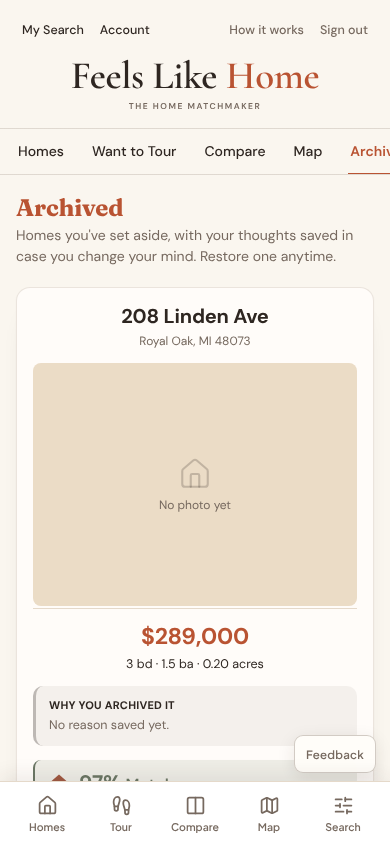 My Search Account How it works Sign out
Feels Like Home
THE HOME MATCHMAKER
Homes Want to Tour Compare Map
Archived
Homes you've set aside, with your thoughts saved in
case you change your mind. Restore one anytime.
208 Linden Ave
Royal Oak, MI 48073
No photo yet
$289,000
3 bd · 1.5 ba · 0.20 acres
WHY YOU ARCHIVED IT
No reason saved yet.
Feedback
Homes Tour Compare Map Search